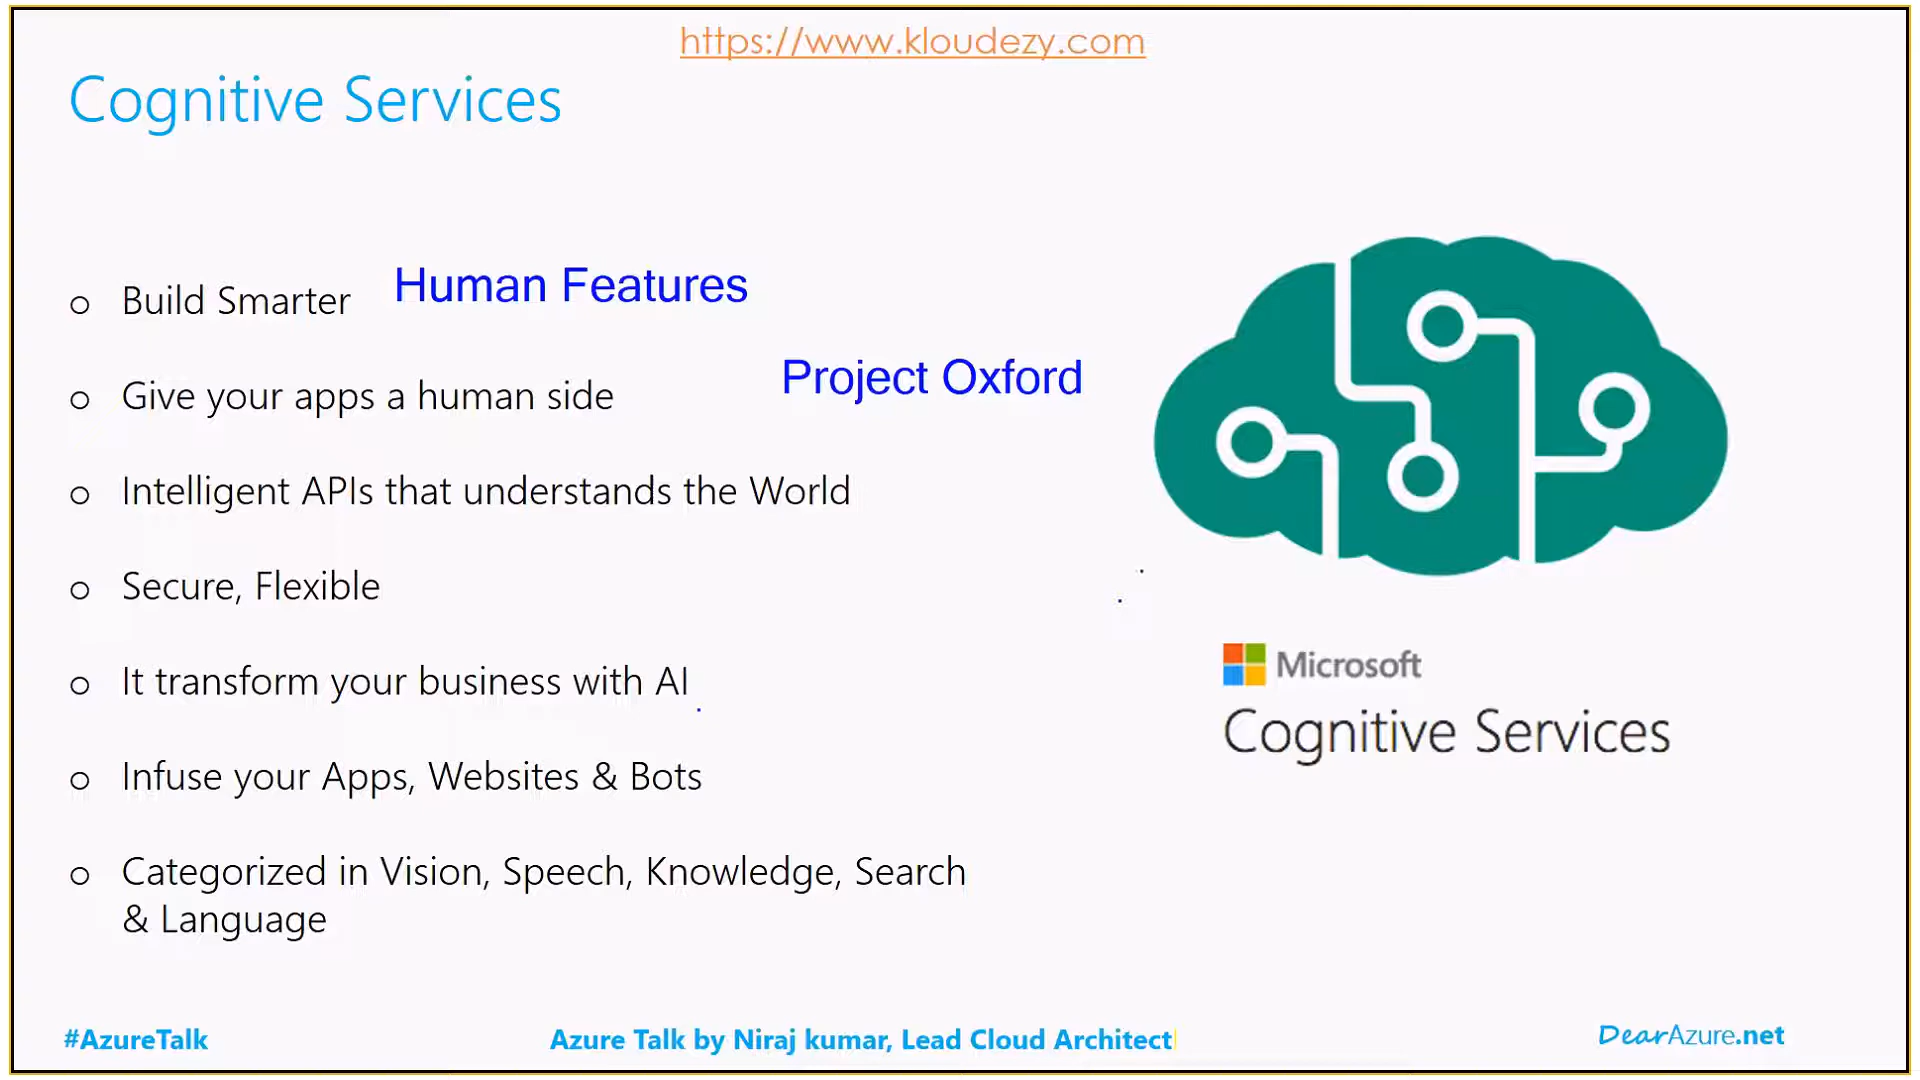 https://www.kloudezy.com
Cognitive Services
Build Smarter
Human Features
Project Oxford
Give your apps a human side
Intelligent APIs that understands the World
Secure, Flexible
It transform your business with AI
Infuse your Apps, Websites & Bots
Categorized in Vision, Speech, Knowledge, Search
& Language
Microsoft
Cognitive Services
#AzureTalk
Azure Talk by Niraj kumar, Lead Cloud Architect
DearAzure.net